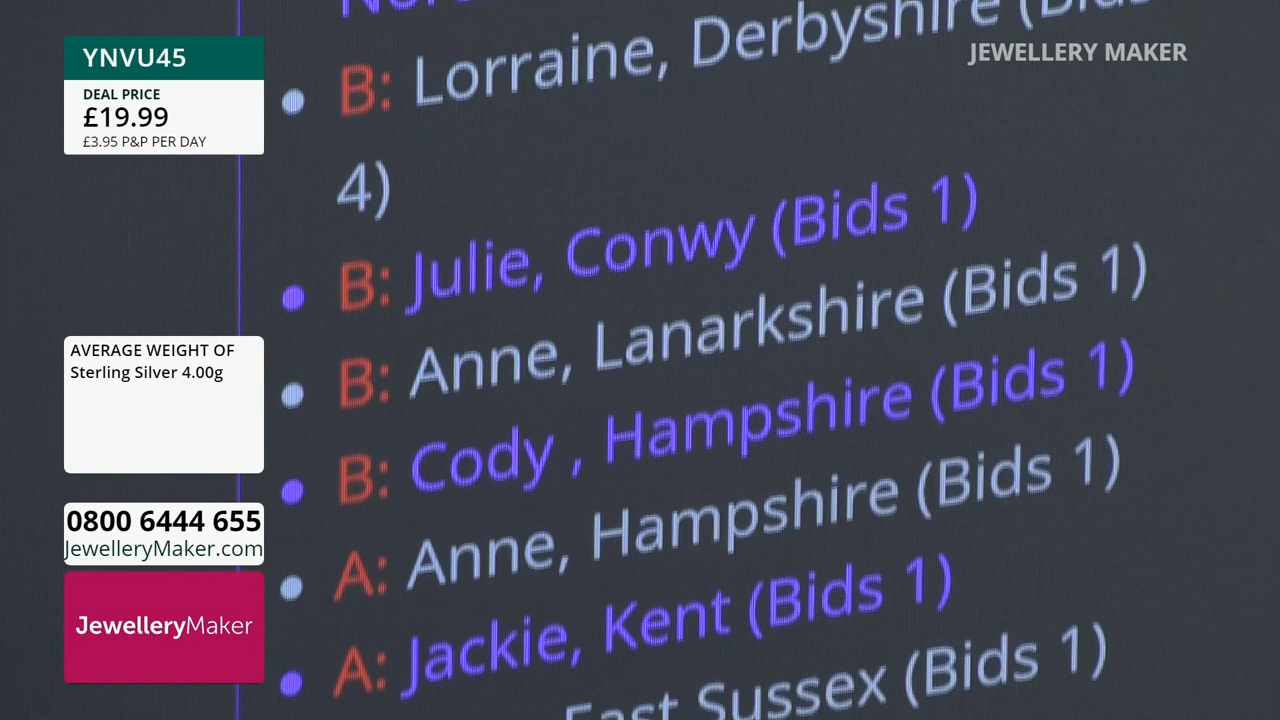 YNVU45
DEAL PRICE
£19.99
£3.95 P&P PER DAY
AVERAGE WEIGHT OF
Sterling Silver 4.00g
0800 6444 655
JewelleryMaker.com
JewelleryMaker
JEWELLERY MAKER
B: Lorraine, Derbyshire (Bids
4)
B: Julie, Conwy (Bids 1)
B: Anne, Lanarkshire (Bids 1)
B: Cody , Hampshire (Bids 1)
A: Anne, Hampshire (Bids 1)
A: Jackie, Kent (Bids 1)
East Sussex (Bids 1)